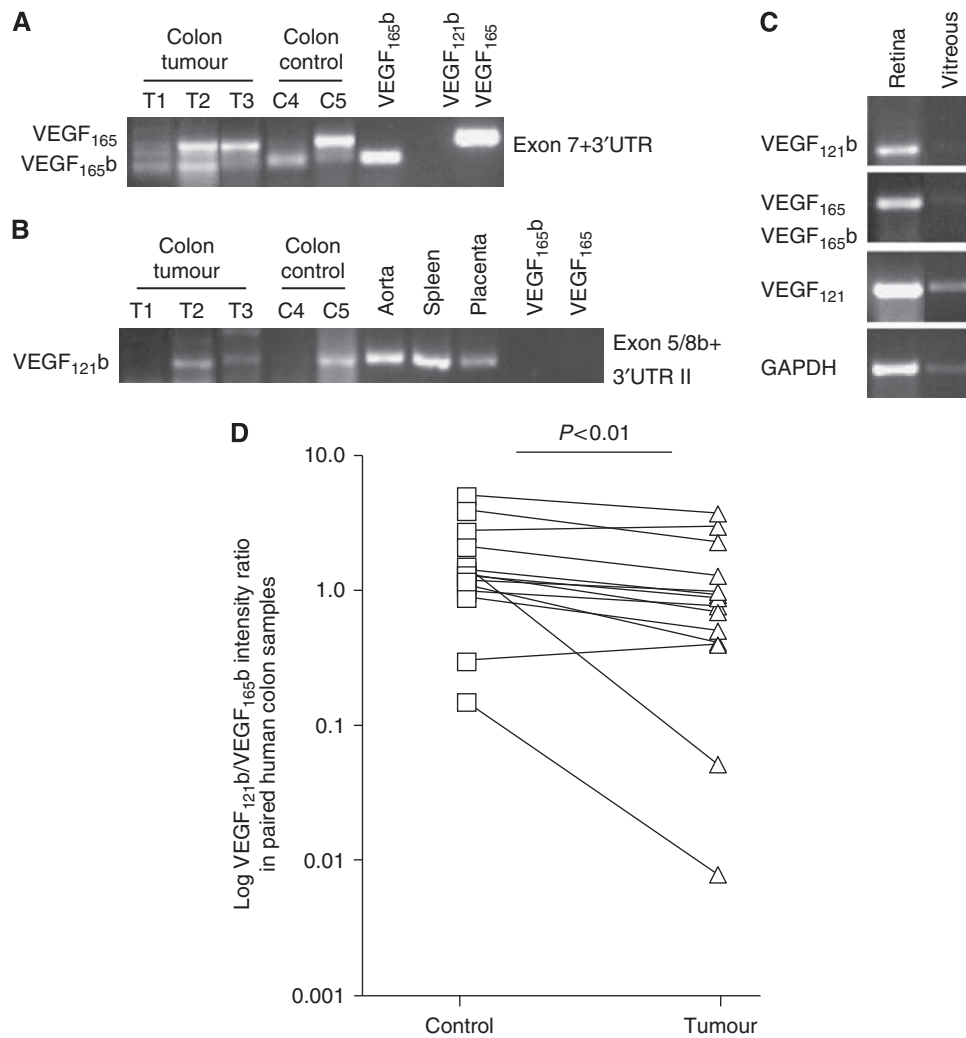 A
Colon tumour
Colon control
VEGF₁₆₅b
VEGF₁₂₁b
VEGF₁₆₅
T1 T2 T3 C4 C5
VEGF₁₆₅
VEGF₁₆₅b
Exon 7+3′UTR
B
Colon tumour
Colon control
Aorta
Spleen
Placenta
VEGF₁₆₅b
VEGF₁₆₅
T1 T2 T3 C4 C5
VEGF₁₂₁b
Exon 5/8b+
3′UTR II
C
Retina
Vitreous
VEGF₁₂₁b
VEGF₁₆₅
VEGF₁₆₅b
VEGF₁₂₁
GAPDH
D
P<0.01
Log VEGF₁₂₁b/VEGF₁₆₅b intensity ratio
in paired human colon samples
10.0
1.0
0.1
0.01
0.001
Control
Tumour